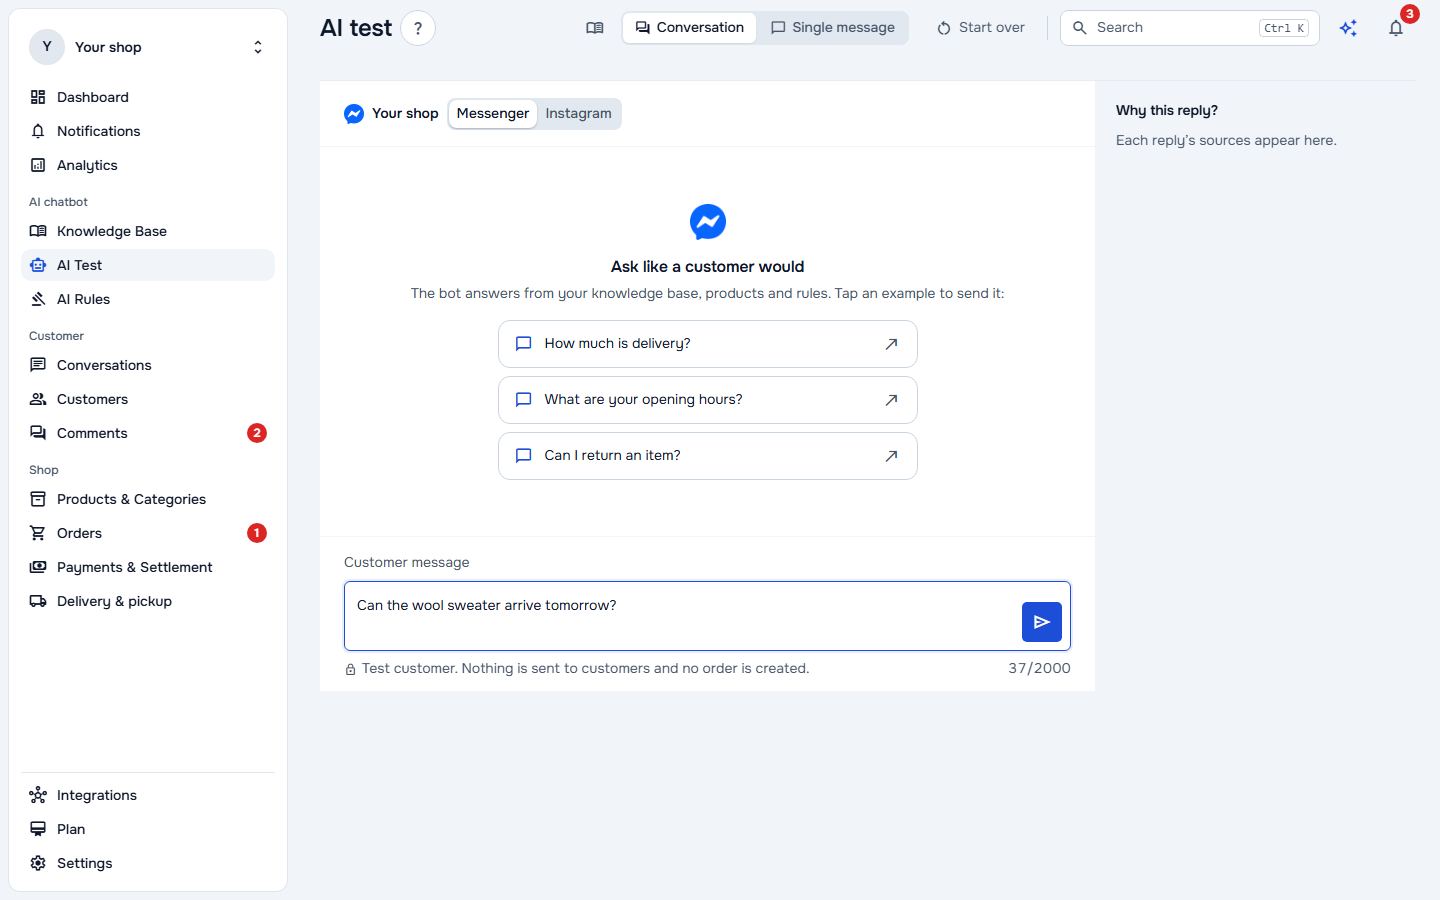 Y
Your shop
Dashboard
Notifications
Analytics
AI chatbot
Knowledge Base
AI Test
AI Rules
Customer
Conversations
Customers
Comments
2
Shop
Products & Categories
Orders
1
Payments & Settlement
Delivery & pickup
Integrations
Plan
Settings
AI test
?
Conversation
Single message
Start over
Search
Ctrl K
3
Your shop
Messenger
Instagram
Ask like a customer would
The bot answers from your knowledge base, products and rules. Tap an example to send it:
How much is delivery?
What are your opening hours?
Can I return an item?
Customer message
Can the wool sweater arrive tomorrow?
Test customer. Nothing is sent to customers and no order is created.
37/2000
Why this reply?
Each reply's sources appear here.